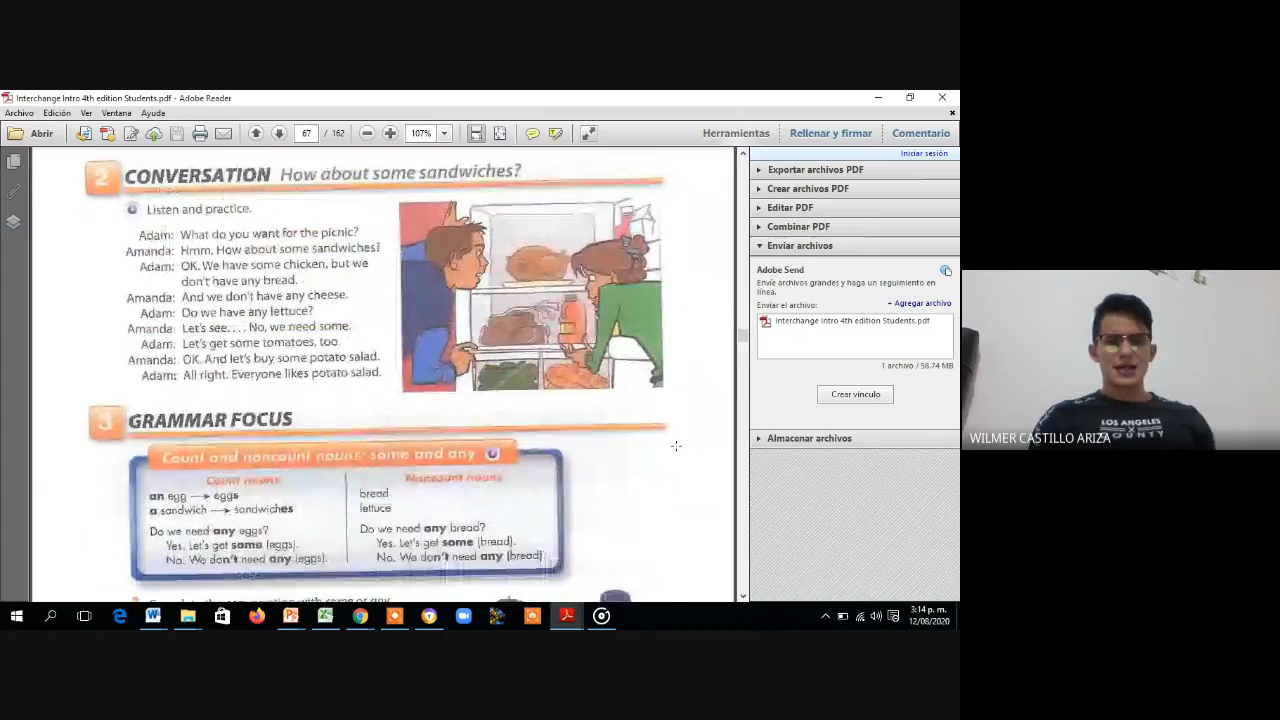 Interchange Intro 4th edition Students.pdf - Adobe Reader
Archivo Edición Ver Ventana Ayuda
Abrir 67 / 162 107% Herramientas Rellenar y firmar Comentario
2 CONVERSATION How about some sandwiches?
Listen and practice.
Adam: What do you want for the picnic?
Amanda: Hmm. How about some sandwiches?
Adam: OK. We have some chicken, but we
don't have any bread.
Amanda: And we don't have any cheese.
Adam: Do we have any lettuce?
Amanda: Let's see. . . . No, we need some.
Adam: Let's get some tomatoes, too.
Amanda: OK. And let's buy some potato salad.
Adam: All right. Everyone likes potato salad.
3 GRAMMAR FOCUS
Count and noncount nouns; some and any
Count nouns
an egg → eggs
a sandwich → sandwiches
Do we need any eggs?
Yes. Let's get some (eggs).
No. We don't need any (eggs).
Noncount nouns
bread
lettuce
Do we need any bread?
Yes. Let's get some (bread).
No. We don't need any (bread)
Iniciar sesión
Exportar archivos PDF
Crear archivos PDF
Editar PDF
Combinar PDF
Enviar archivos
Adobe Send
Envíe archivos grandes y haga un seguimiento en
línea.
Enviar el archivo: + Agregar archivo
Interchange Intro 4th edition Students.pdf
1 archivo / 58.74 MB
Crear vínculo
Almacenar archivos
LOS ANGELES
X
WILMER CASTILLO ARIZA
3:14 p. m.
12/08/2020